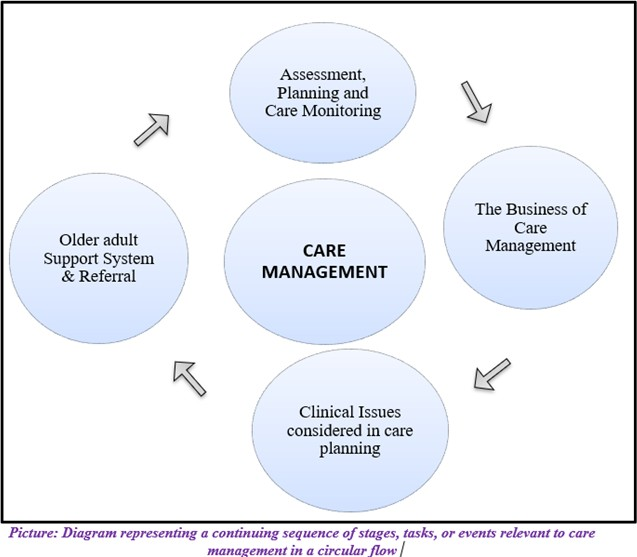 Assessment,
Planning and
Care Monitoring
The Business of
Care
Management
Older adult
Support System
& Referral
CARE
MANAGEMENT
Clinical Issues
considered in care
planning
Picture: Diagram representing a continuing sequence of stages, tasks, or events relevant to care
management in a circular flow